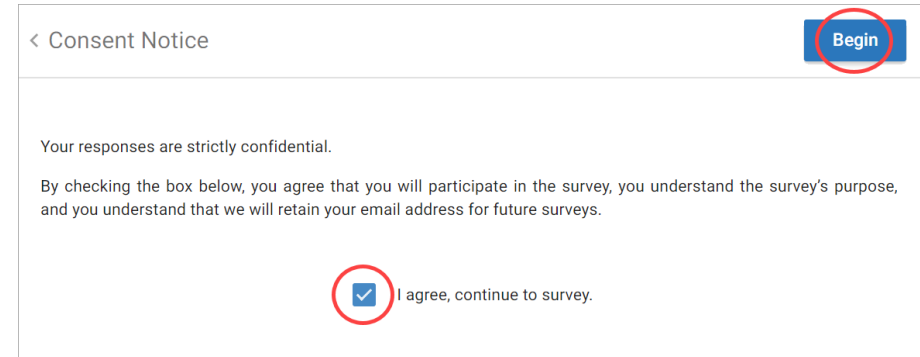 < Consent Notice
Begin
Your responses are strictly confidential.
By checking the box below, you agree that you will participate in the survey, you understand the survey’s purpose,
and you understand that we will retain your email address for future surveys.
I agree, continue to survey.